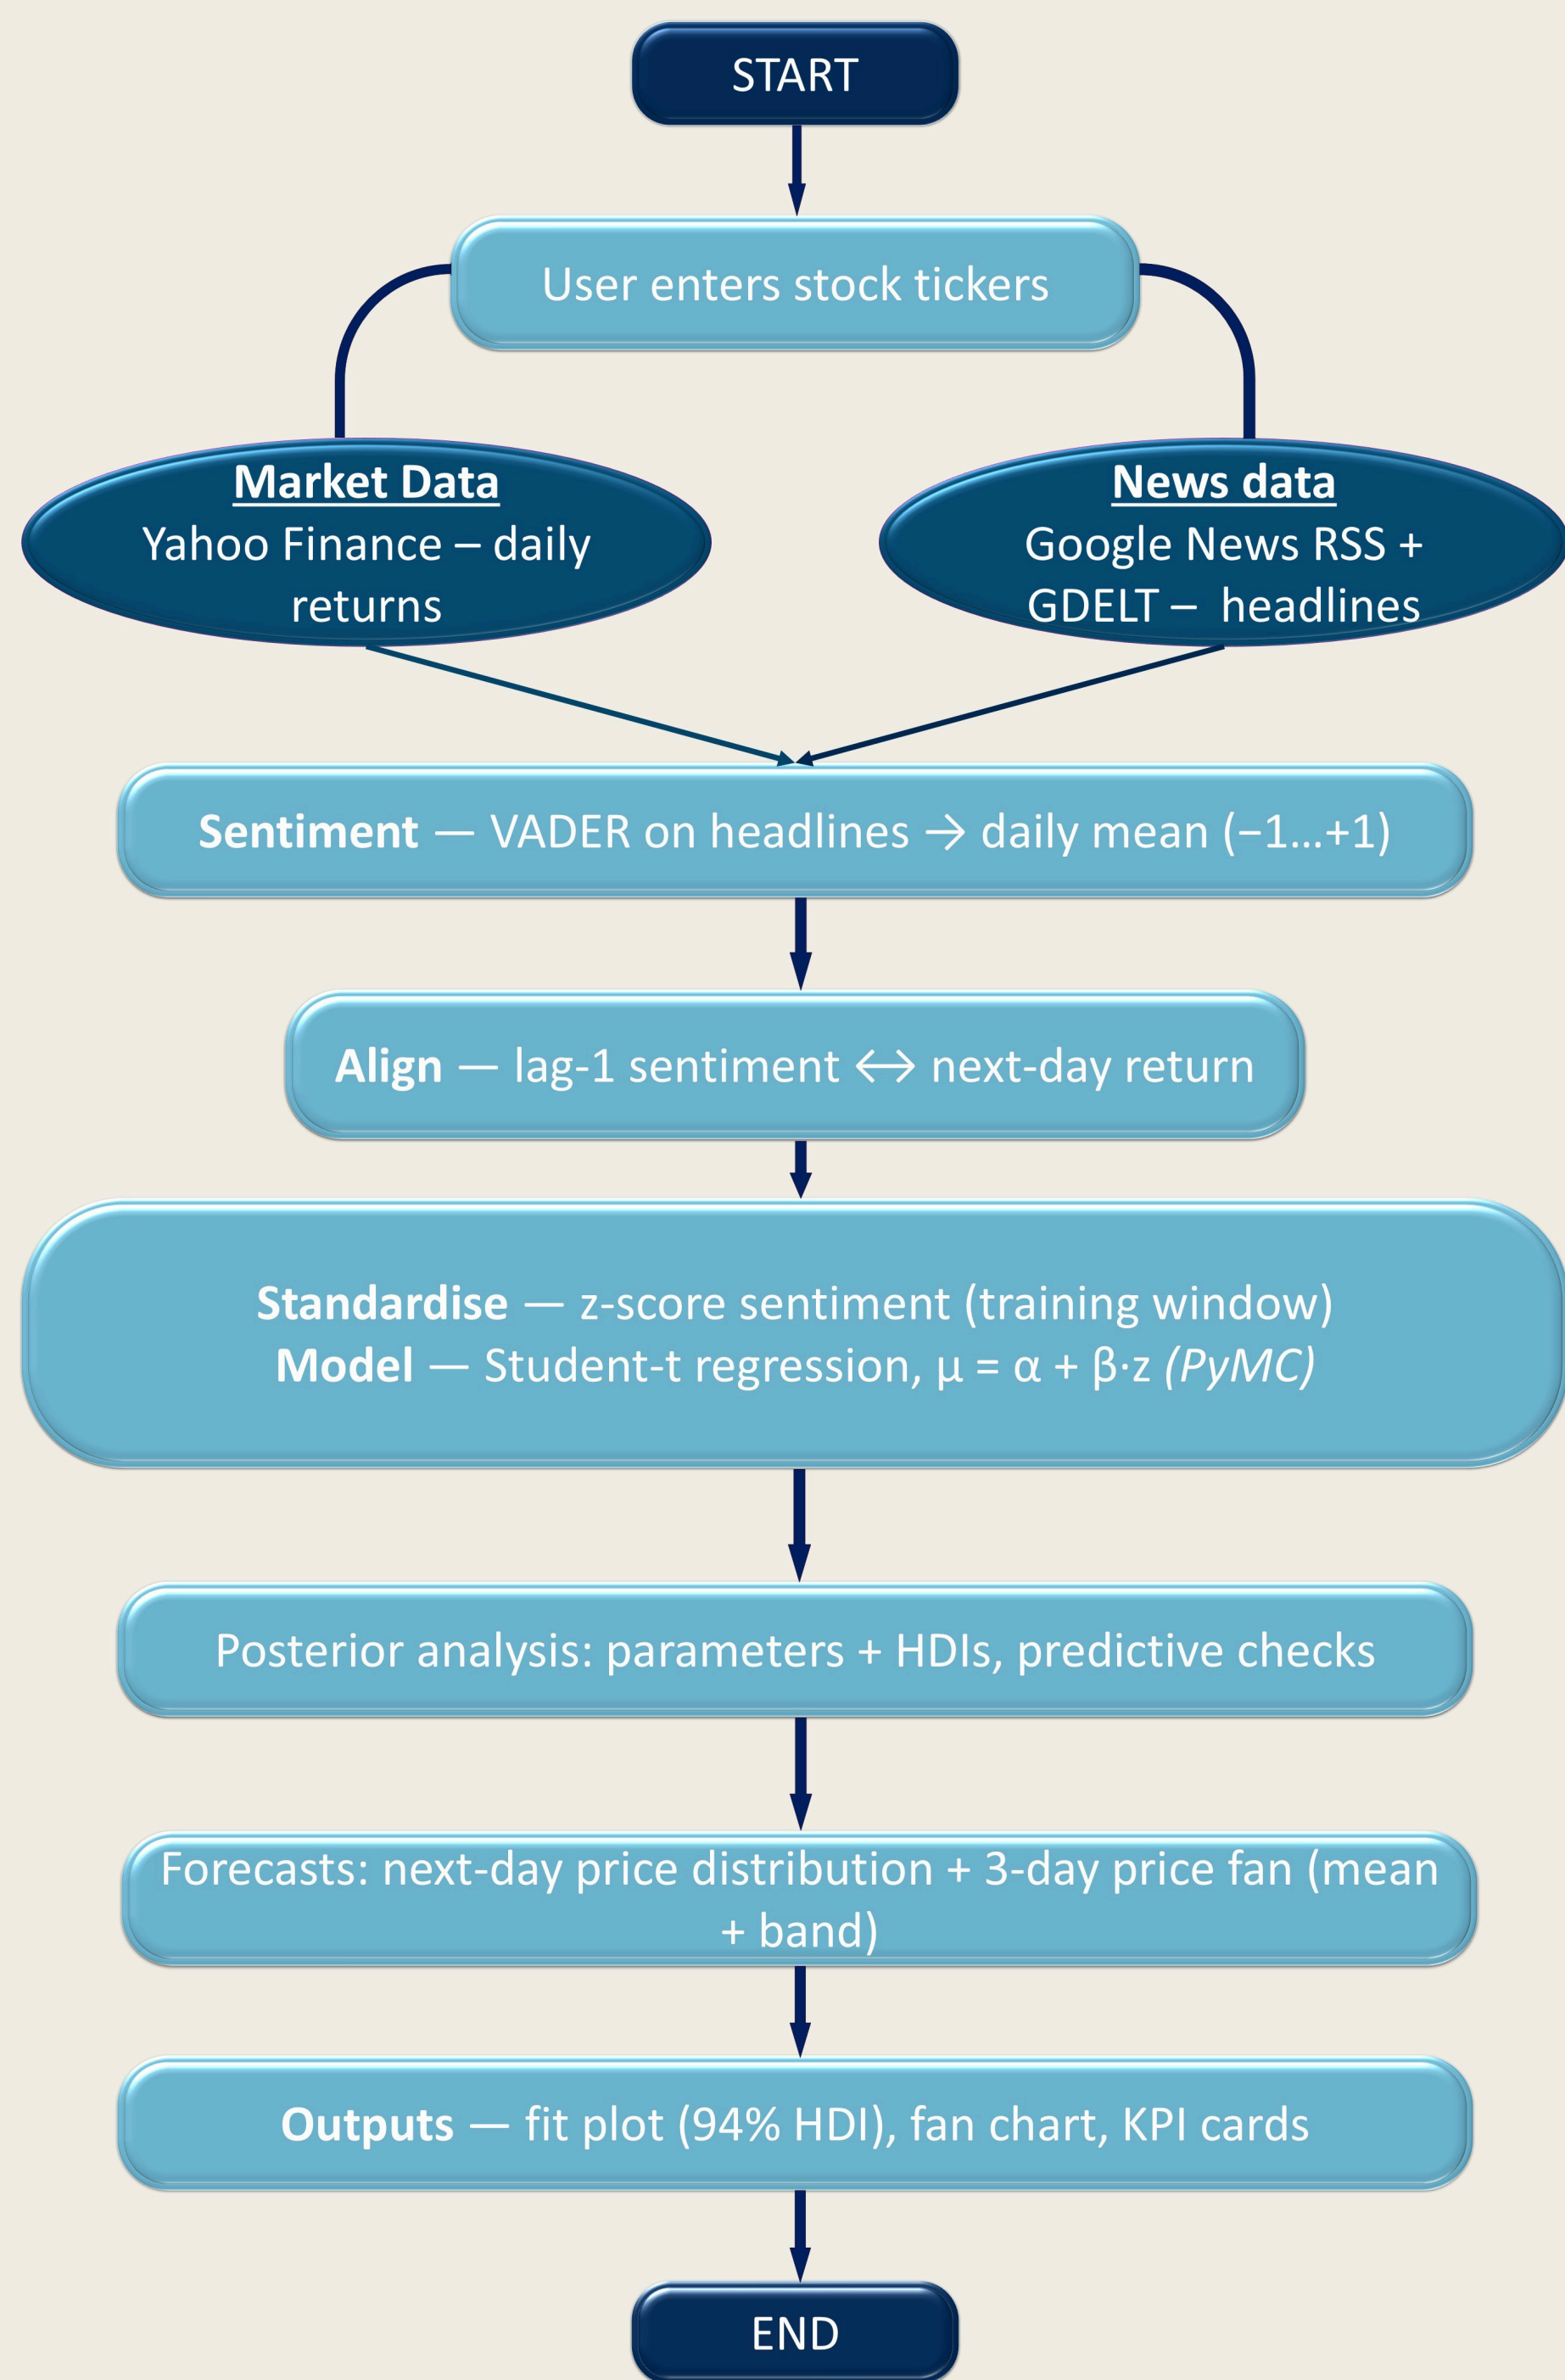 START
User enters stock tickers
Market Data
Yahoo Finance – daily
returns
News data
Google News RSS +
GDELT – headlines
Sentiment — VADER on headlines → daily mean (−1…+1)
Align — lag-1 sentiment ↔ next-day return
Standardise — z-score sentiment (training window)
Model — Student-t regression, μ = α + β·z (PyMC)
Posterior analysis: parameters + HDIs, predictive checks
Forecasts: next-day price distribution + 3-day price fan (mean
+ band)
Outputs — fit plot (94% HDI), fan chart, KPI cards
END